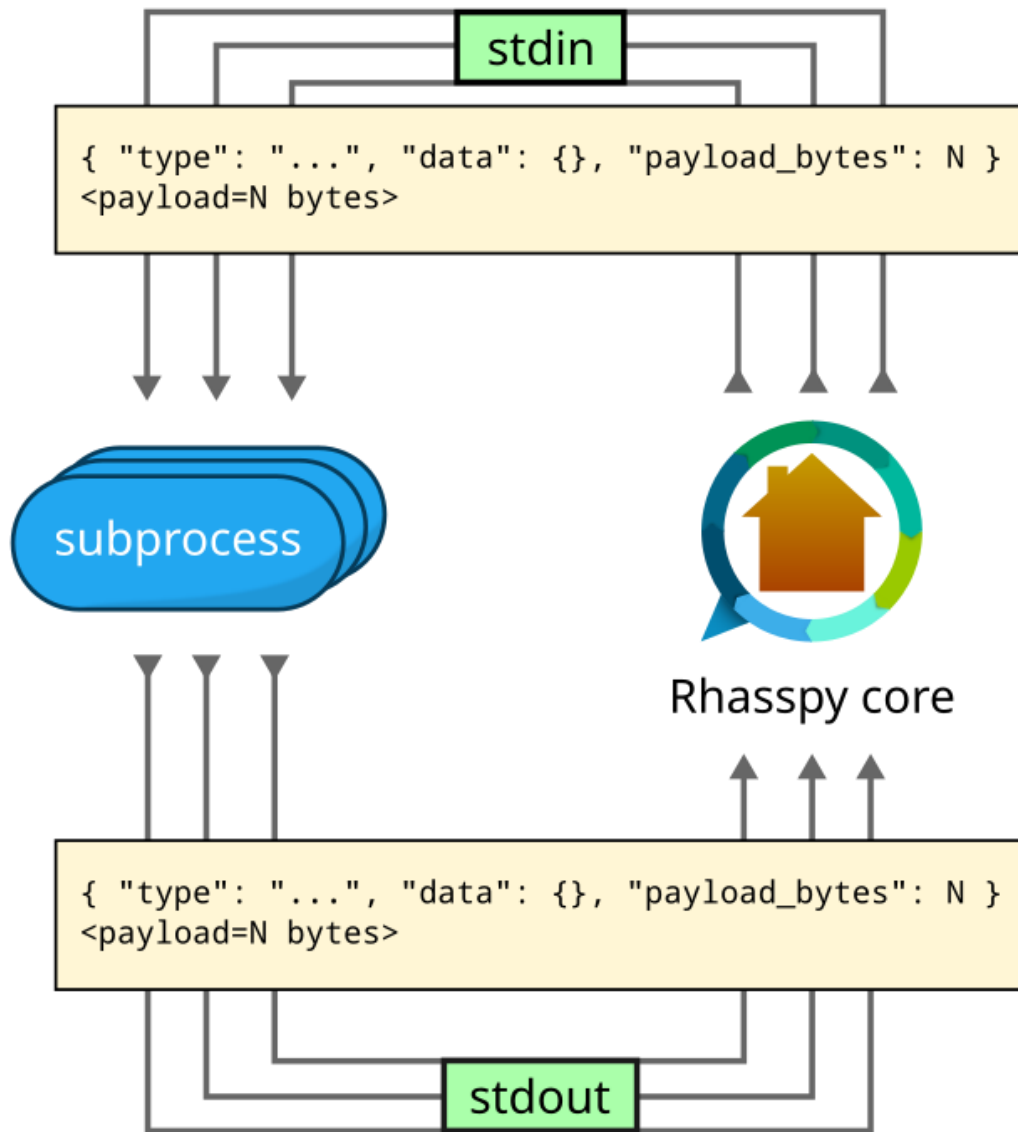 stdin
{ "type": "...", "data": {}, "payload_bytes": N }
<payload=N bytes>
subprocess
Rhasspy core
{ "type": "...", "data": {}, "payload_bytes": N }
<payload=N bytes>
stdout